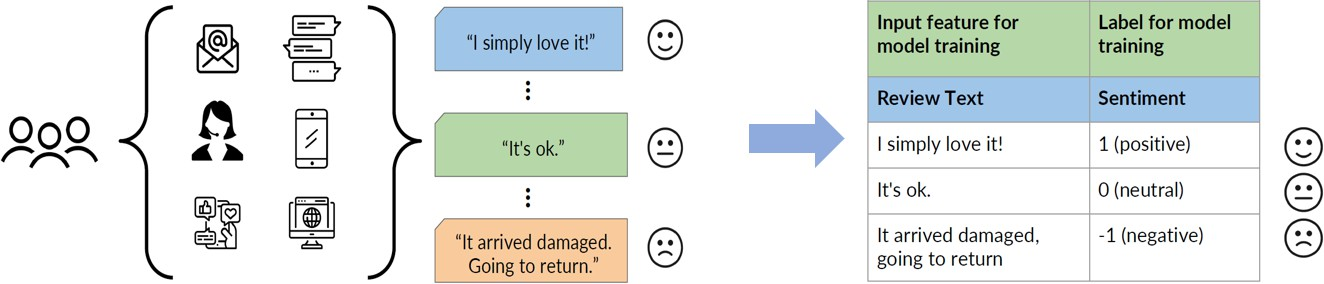 “I simply love it!”
“It's ok.”
“It arrived damaged.
Going to return.”
Input feature for
model training
Label for model
training
Review Text
Sentiment
I simply love it!
1 (positive)
It's ok.
0 (neutral)
It arrived damaged,
going to return
-1 (negative)